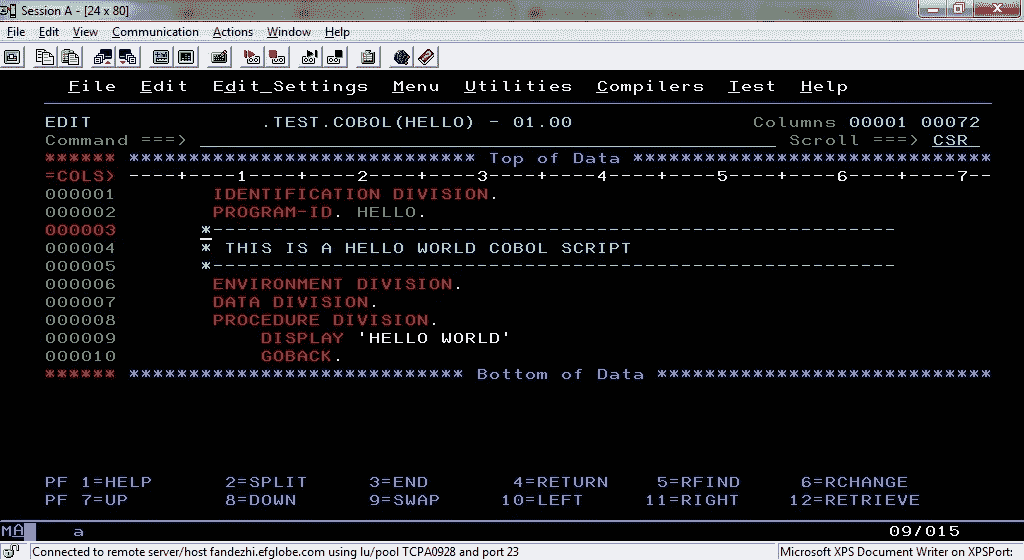 Session A - [24 x 80]
File Edit View Communication Actions Window Help
File Edit Edit_Settings Menu Utilities Compilers Test Help
EDIT .TEST.COBOL(HELLO) - 01.00 Columns 00001 00072
Command ===> Scroll ===> CSR
****** ***************************** Top of Data ******************************
=COLS> ----+----1----+----2----+----3----+----4----+----5----+----6----+----7--
000001 IDENTIFICATION DIVISION.
000002 PROGRAM-ID. HELLO.
000003 *---------------------------------------------------------
000004 * THIS IS A HELLO WORLD COBOL SCRIPT
000005 *---------------------------------------------------------
000006 ENVIRONMENT DIVISION.
000007 DATA DIVISION.
000008 PROCEDURE DIVISION.
000009 DISPLAY 'HELLO WORLD'
000010 GOBACK.
****** **************************** Bottom of Data ****************************
PF 1=HELP 2=SPLIT 3=END 4=RETURN 5=RFIND 6=RCHANGE
PF 7=UP 8=DOWN 9=SWAP 10=LEFT 11=RIGHT 12=RETRIEVE
MA a 09/015
Connected to remote server/host fandezhi.efglobe.com using lu/pool TCPA0928 and port 23 Microsoft XPS Document Writer on XPSPort: